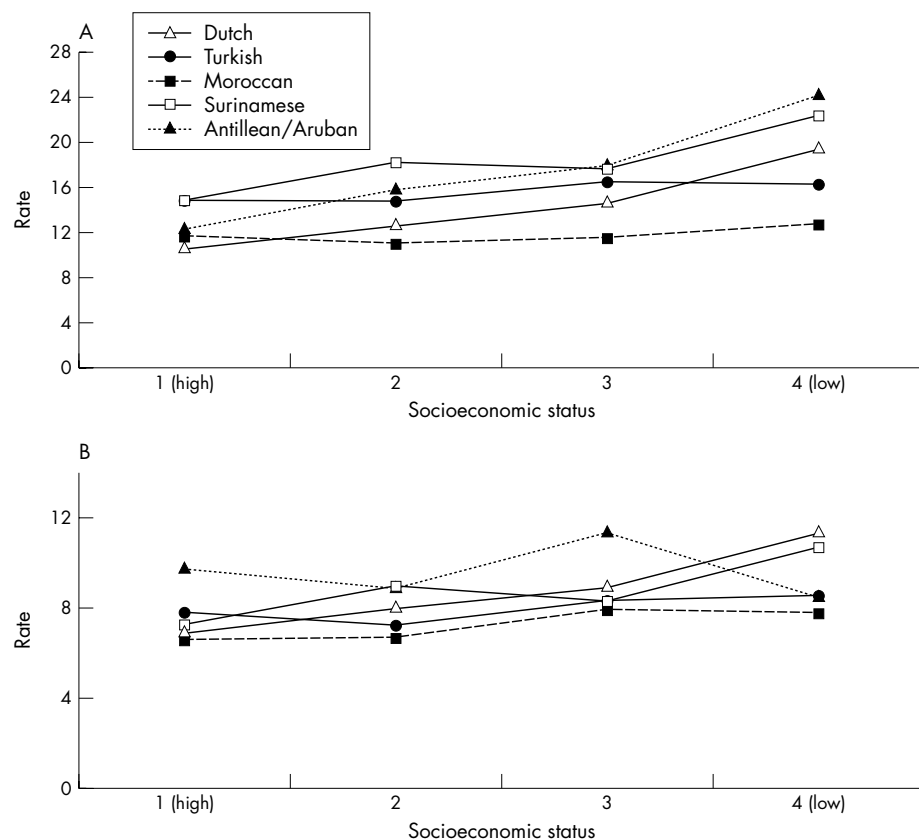 A
Dutch
Turkish
Moroccan
Surinamese
Antillean/Aruban
28
24
20
16
12
8
4
0
Rate
1 (high) 2 3 4 (low)
Socioeconomic status
B
12
8
4
0
Rate
1 (high) 2 3 4 (low)
Socioeconomic status